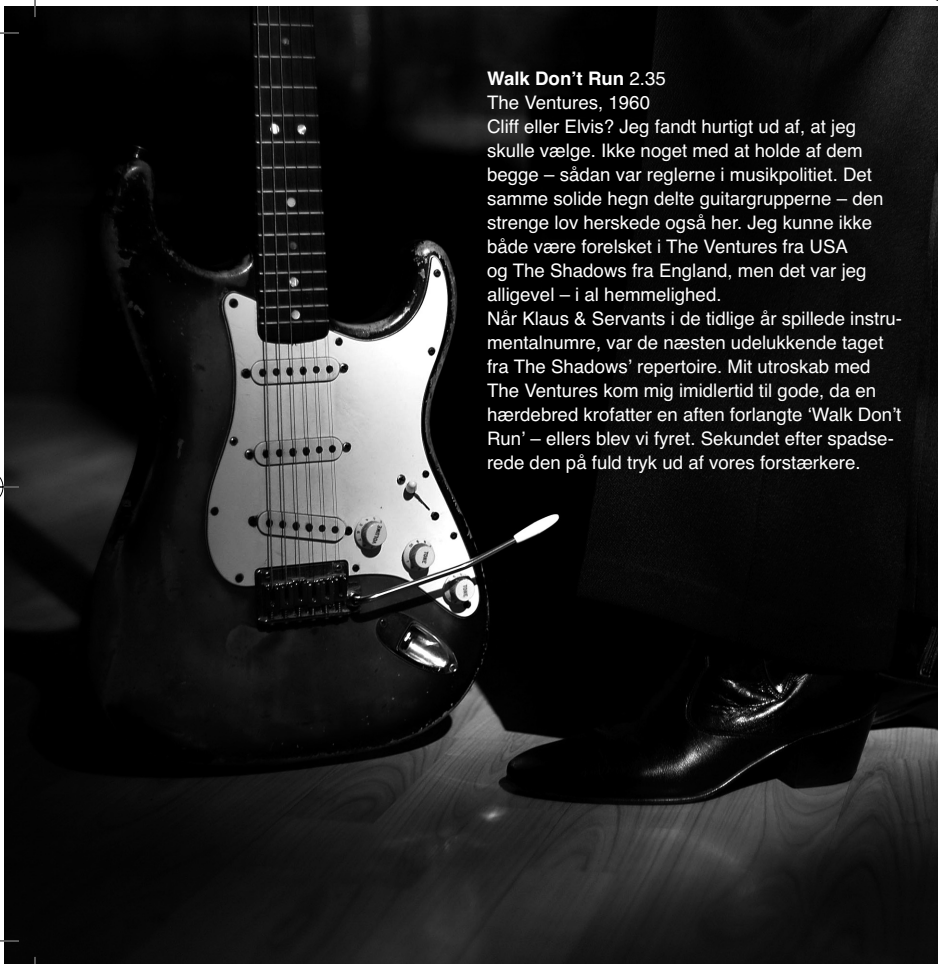 Walk Don’t Run 2.35
The Ventures, 1960
Cliff eller Elvis? Jeg fandt hurtigt ud af, at jeg
skulle vælge. Ikke noget med at holde af dem
begge – sådan var reglerne i musikpolitiet. Det
samme solide hegn delte guitargrupperne – den
strenge lov herskede også her. Jeg kunne ikke
både være forelsket i The Ventures fra USA
og The Shadows fra England, men det var jeg
alligevel – i al hemmelighed.
Når Klaus & Servants i de tidlige år spillede instru-
mentalnumre, var de næsten udelukkende taget
fra The Shadows’ repertoire. Mit utroskab med
The Ventures kom mig imidlertid til gode, da en
hærdebred krofatter en aften forlangte ‘Walk Don’t
Run’ – ellers blev vi fyret. Sekundet efter spadse-
rede den på fuld tryk ud af vores forstærkere.
VOLUME
TONE
TONE